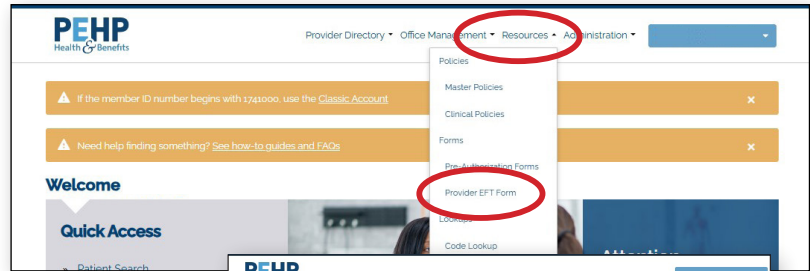 PEHP
Health & Benefits
Provider Directory Office Management Resources Administration
Policies
Master Policies
Clinical Policies
Forms
Pre-Authorization Forms
Provider EFT Form
Lookups
Code Lookup
If the member ID number begins with 1741000, use the Classic Account
Need help finding something? See how-to guides and FAQs
Welcome
Quick Access
» Patient Search
Attention
PEHP